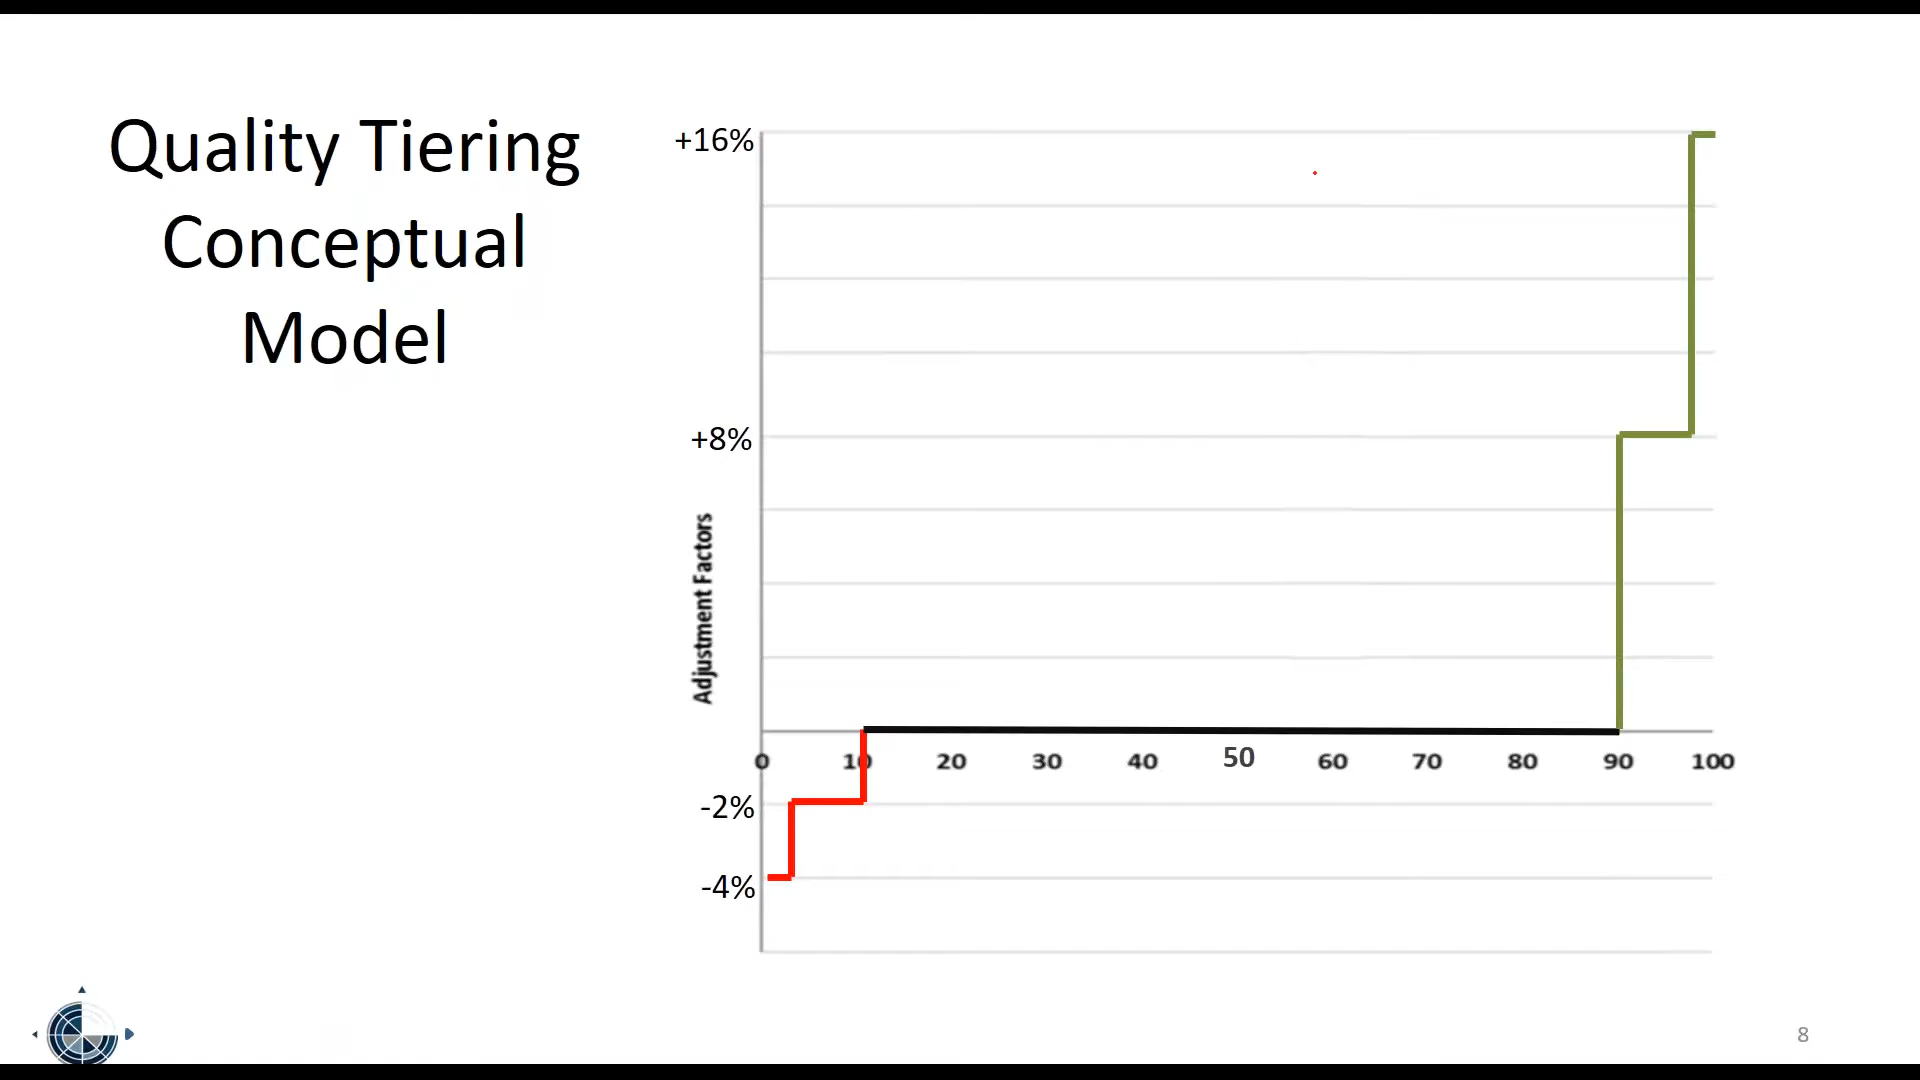 Quality Tiering
Conceptual
Model
+16%
+8%
Adjustment Factors
0 10 20 30 40 50 60 70 80 90 100
-2%
-4%
8